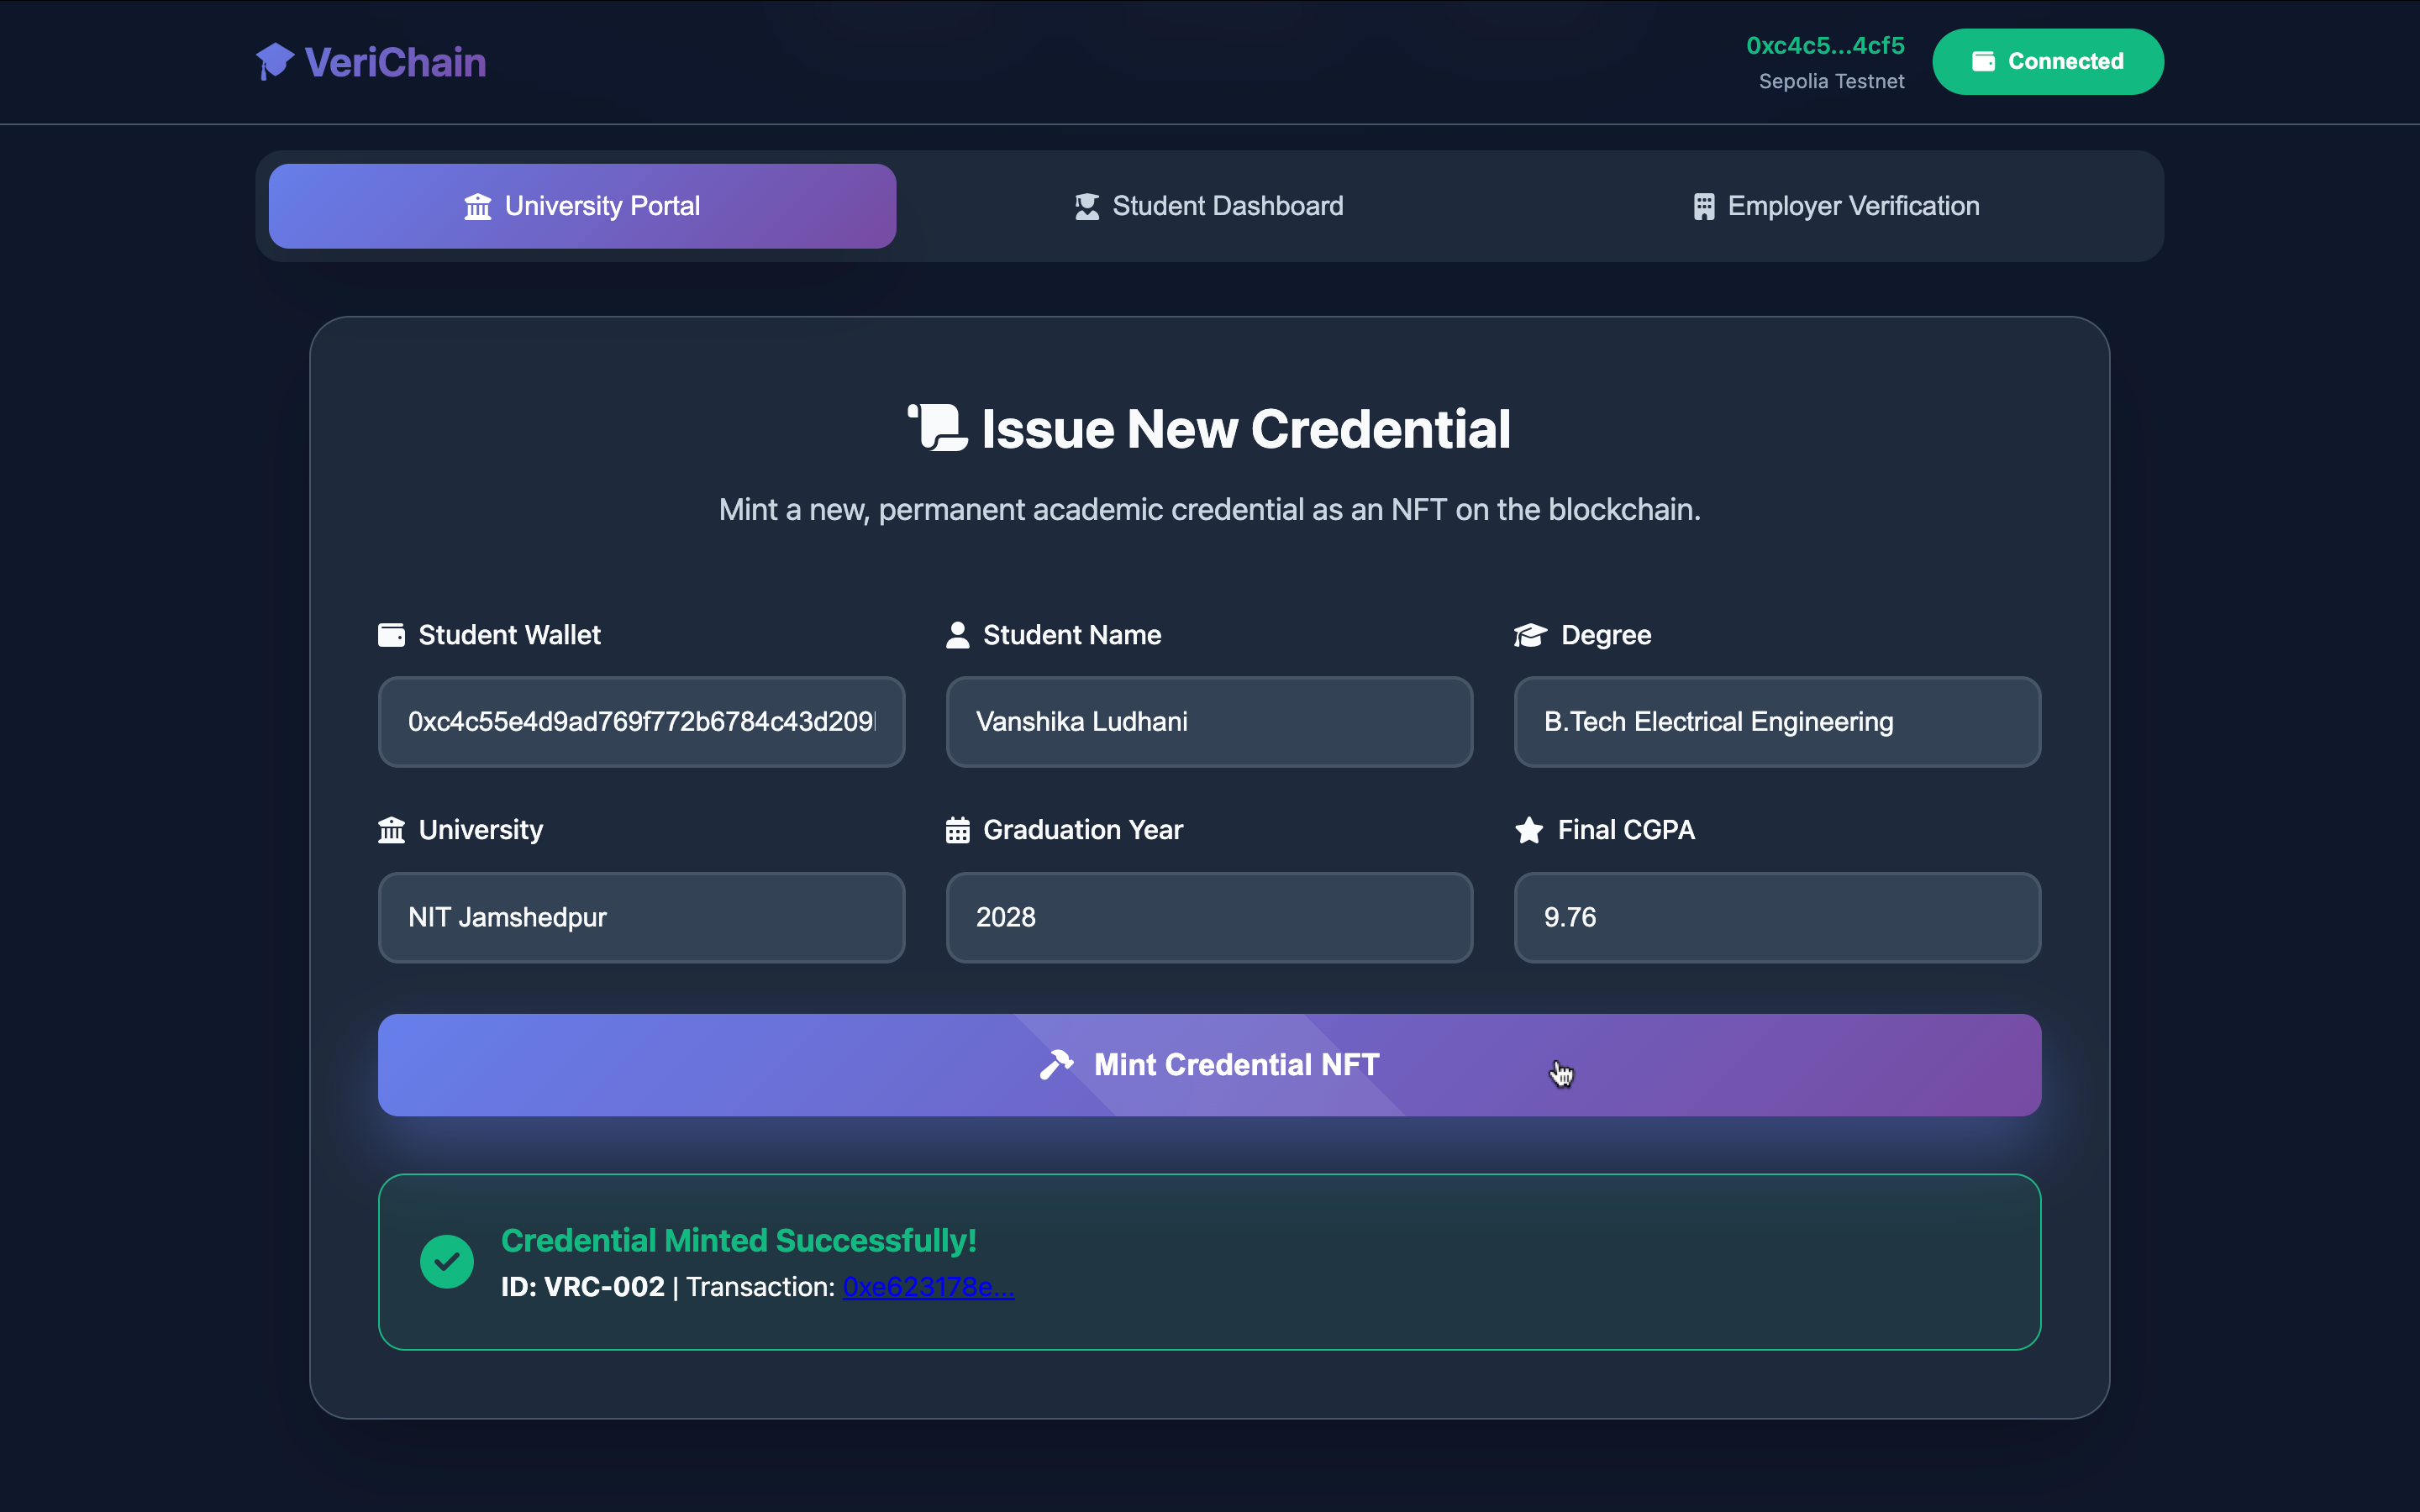 VeriChain
0xc4c5...4cf5
Sepolia Testnet
Connected
University Portal
Student Dashboard
Employer Verification
Issue New Credential
Mint a new, permanent academic credential as an NFT on the blockchain.
Student Wallet
Student Name
Degree
0xc4c55e4d9ad769f772b6784c43d209
Vanshika Ludhani
B.Tech Electrical Engineering
University
Graduation Year
Final CGPA
NIT Jamshedpur
2028
9.76
Mint Credential NFT
Credential Minted Successfully!
ID: VRC-002 | Transaction: 0xe623178e...